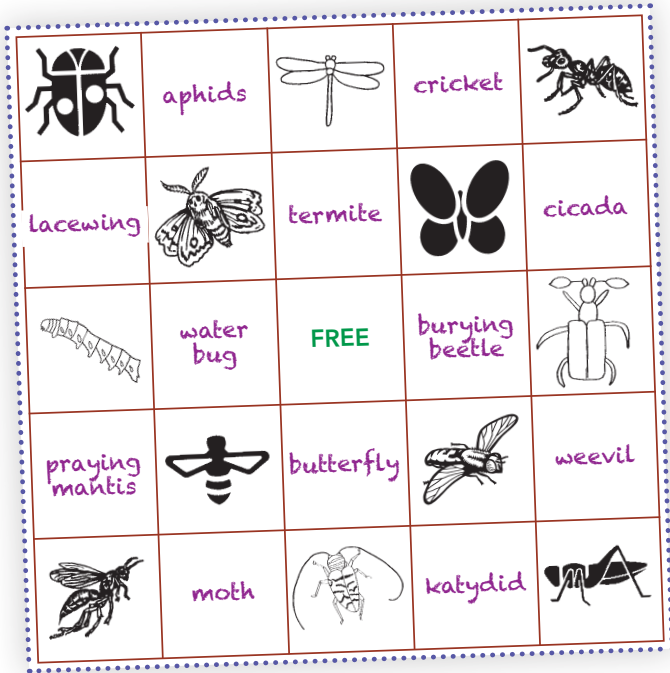 aphids
cricket
lacewing
termite
cicada
water
bug
FREE
burying
beetle
praying
mantis
butterfly
weevil
moth
katydid